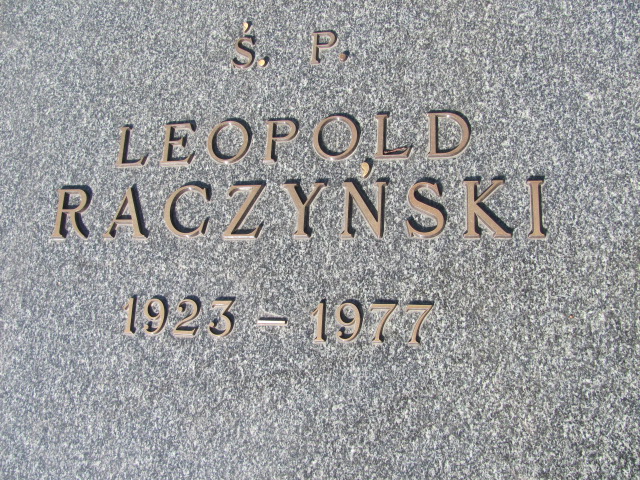 Ś. P.
LEOPOLD
RACZYŃSKI
1923 – 1977